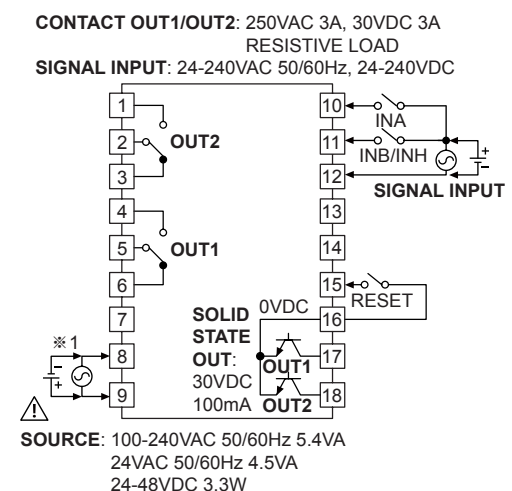 CONTACT OUT1/OUT2: 250VAC 3A, 30VDC 3A
RESISTIVE LOAD
SIGNAL INPUT: 24-240VAC 50/60Hz, 24-240VDC
1
2
3
OUT2
4
5
6
OUT1
7
8
9
※1
10
INA
11
INB/INH
12
SIGNAL INPUT
13
14
15
RESET
16
0VDC
17
18
SOLID
STATE
OUT:
30VDC
100mA
OUT1
OUT2
SOURCE: 100-240VAC 50/60Hz 5.4VA
24VAC 50/60Hz 4.5VA
24-48VDC 3.3W